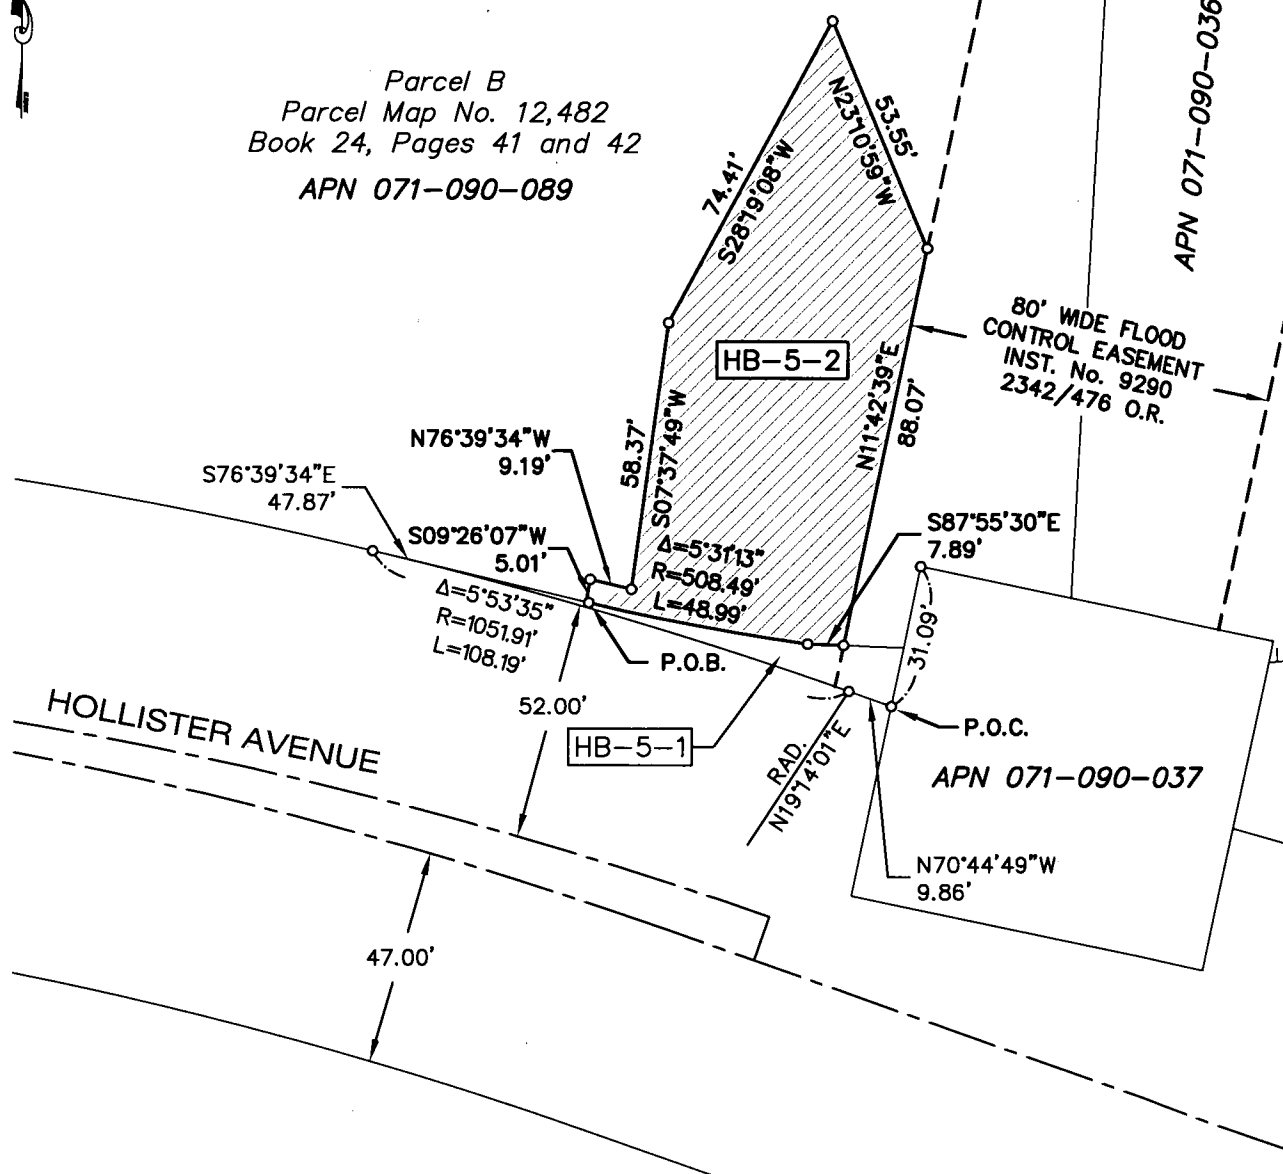 Parcel B
Parcel Map No. 12,482
Book 24, Pages 41 and 42
APN 071-090-089
74.41'
S28°19'08"W
53.55'
N23°10'59"W
APN 071-090-036
80' WIDE FLOOD
CONTROL EASEMENT
INST. No. 9290
2342/476 O.R.
HB-5-2
N11°42'39"E
88.07'
58.37'
S07°37'49"W
N76°39'34"W
9.19'
S76°39'34"E
47.87'
S09°26'07"W
5.01'
Δ=5°31'13"
R=508.49'
L=48.99'
S87°55'30"E
7.89'
Δ=5°53'35"
R=1051.91'
L=108.19'
P.O.B.
31.09'
52.00'
HB-5-1
P.O.C.
HOLLISTER AVENUE
RAD.
N19°14'01"E
APN 071-090-037
N70°44'49"W
9.86'
47.00'